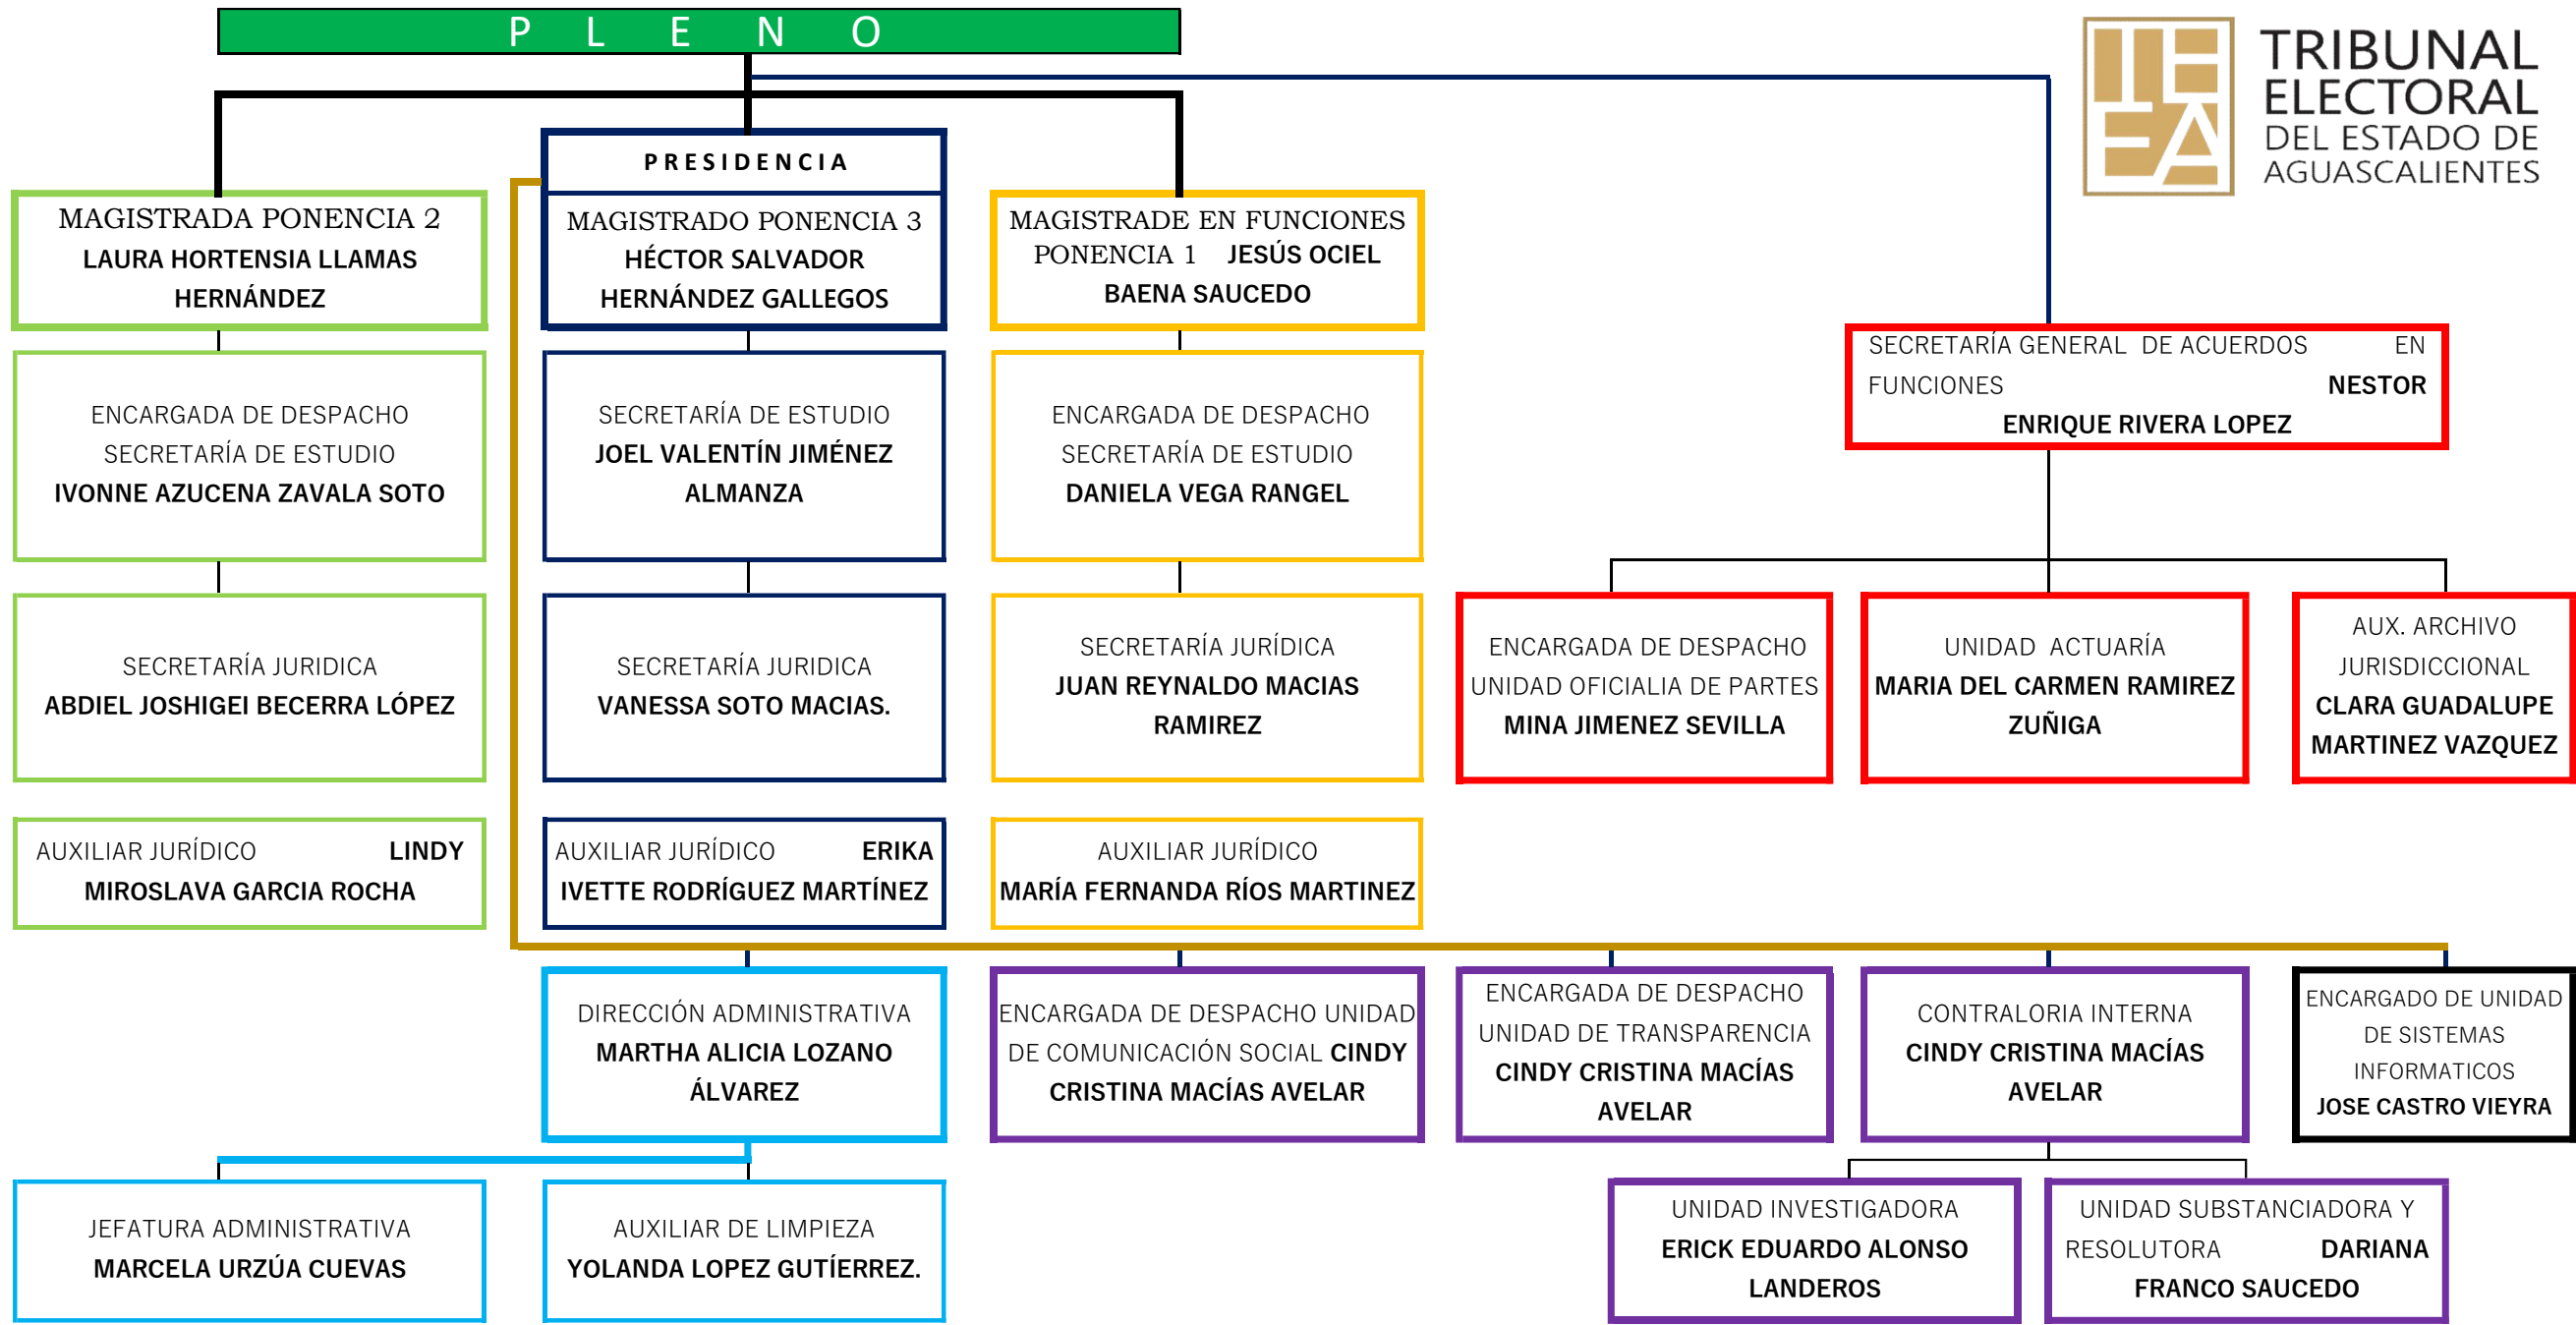 P L E N O
TRIBUNAL
ELECTORAL
DEL ESTADO DE
AGUASCALIENTES
TEEA
PRESIDENCIA
MAGISTRADA PONENCIA 2
LAURA HORTENSIA LLAMAS
HERNÁNDEZ
MAGISTRADO PONENCIA 3
HÉCTOR SALVADOR
HERNÁNDEZ GALLEGOS
MAGISTRADE EN FUNCIONES
PONENCIA 1 JESÚS OCIEL
BAENA SAUCEDO
SECRETARÍA GENERAL DE ACUERDOS EN
FUNCIONES NESTOR
ENRIQUE RIVERA LOPEZ
ENCARGADA DE DESPACHO
SECRETARÍA DE ESTUDIO
IVONNE AZUCENA ZAVALA SOTO
SECRETARÍA DE ESTUDIO
JOEL VALENTÍN JIMÉNEZ
ALMANZA
ENCARGADA DE DESPACHO
SECRETARÍA DE ESTUDIO
DANIELA VEGA RANGEL
SECRETARÍA JURIDICA
ABDIEL JOSHIGEI BECERRA LÓPEZ
SECRETARÍA JURIDICA
VANESSA SOTO MACIAS.
SECRETARÍA JURÍDICA
JUAN REYNALDO MACIAS
RAMIREZ
ENCARGADA DE DESPACHO
UNIDAD OFICIALIA DE PARTES
MINA JIMENEZ SEVILLA
UNIDAD ACTUARÍA
MARIA DEL CARMEN RAMIREZ
ZUÑIGA
AUX. ARCHIVO
JURISDICCIONAL
CLARA GUADALUPE
MARTINEZ VAZQUEZ
AUXILIAR JURÍDICO LINDY
MIROSLAVA GARCIA ROCHA
AUXILIAR JURÍDICO ERIKA
IVETTE RODRÍGUEZ MARTÍNEZ
AUXILIAR JURÍDICO
MARÍA FERNANDA RÍOS MARTINEZ
DIRECCIÓN ADMINISTRATIVA
MARTHA ALICIA LOZANO
ÁLVAREZ
ENCARGADA DE DESPACHO UNIDAD
DE COMUNICACIÓN SOCIAL CINDY
CRISTINA MACÍAS AVELAR
ENCARGADA DE DESPACHO
UNIDAD DE TRANSPARENCIA
CINDY CRISTINA MACÍAS
AVELAR
CONTRALORIA INTERNA
CINDY CRISTINA MACÍAS
AVELAR
ENCARGADO DE UNIDAD
DE SISTEMAS
INFORMATICOS
JOSE CASTRO VIEYRA
JEFATURA ADMINISTRATIVA
MARCELA URZÚA CUEVAS
AUXILIAR DE LIMPIEZA
YOLANDA LOPEZ GUTÍERREZ.
UNIDAD INVESTIGADORA
ERICK EDUARDO ALONSO
LANDEROS
UNIDAD SUBSTANCIADORA Y
RESOLUTORA DARIANA
FRANCO SAUCEDO